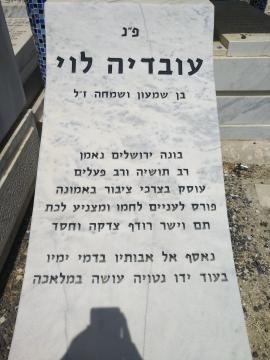 פ״נ
עובדיה לוי
בן שמעון ושמחה ז״ל
בונה ירושלים נאמן
רב תושיה ורב פעלים
עוסק בצרכי ציבור באמונה
פורס לעניים לחמו ומצניע לכת
תם וישר רודף צדקה וחסד
נאסף אל אבותיו בדמי ימיו
בעוד ידו נטויה עושה במלאכה